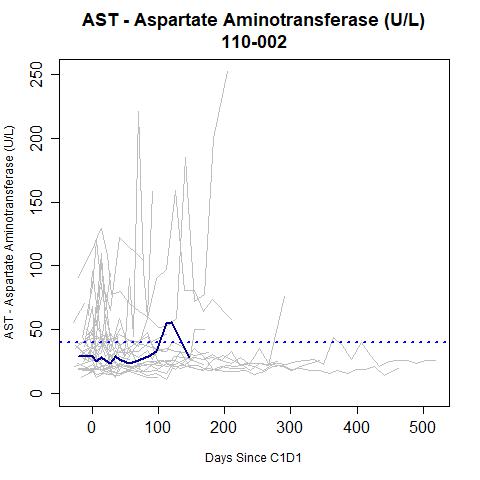 AST - Aspartate Aminotransferase (U/L)
110-002
AST - Aspartate Aminotransferase (U/L)
250
200
150
100
50
0
0 100 200 300 400 500
Days Since C1D1